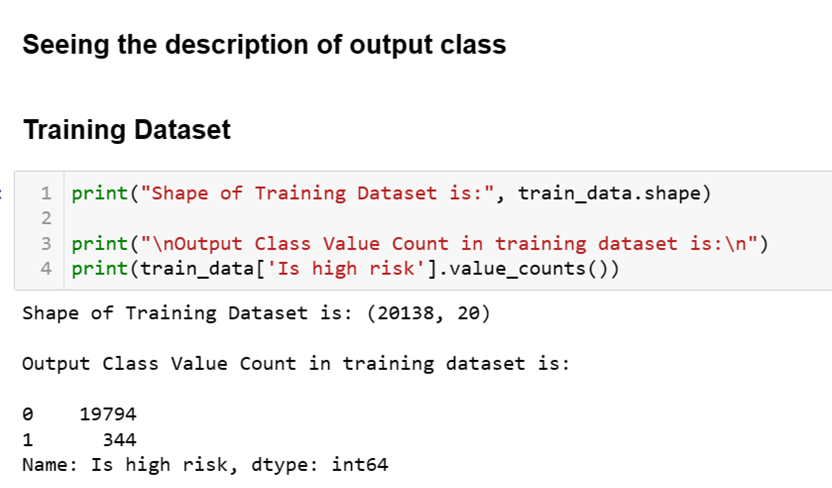 Seeing the description of output class
Training Dataset
:
1 print("Shape of Training Dataset is:", train_data.shape)
2
3 print("\nOutput Class Value Count in training dataset is:\n")
4 print(train_data['Is high risk'].value_counts())
Shape of Training Dataset is: (20138, 20)
Output Class Value Count in training dataset is:
0    19794
1      344
Name: Is high risk, dtype: int64